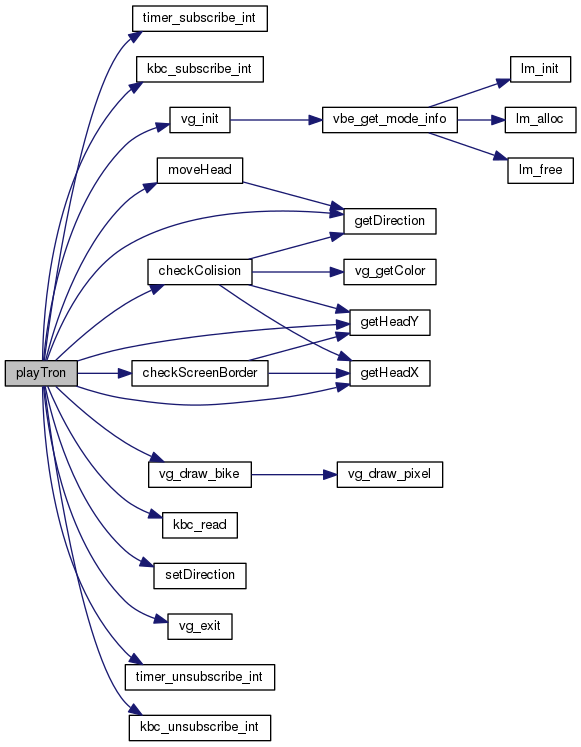 timer_subscribe_int
kbc_subscribe_int
lm_init
vg_init
vbe_get_mode_info
lm_alloc
moveHead
lm_free
getDirection
checkColision
vg_getColor
getHeadY
playTron
checkScreenBorder
getHeadX
vg_draw_bike
vg_draw_pixel
kbc_read
setDirection
vg_exit
timer_unsubscribe_int
kbc_unsubscribe_int